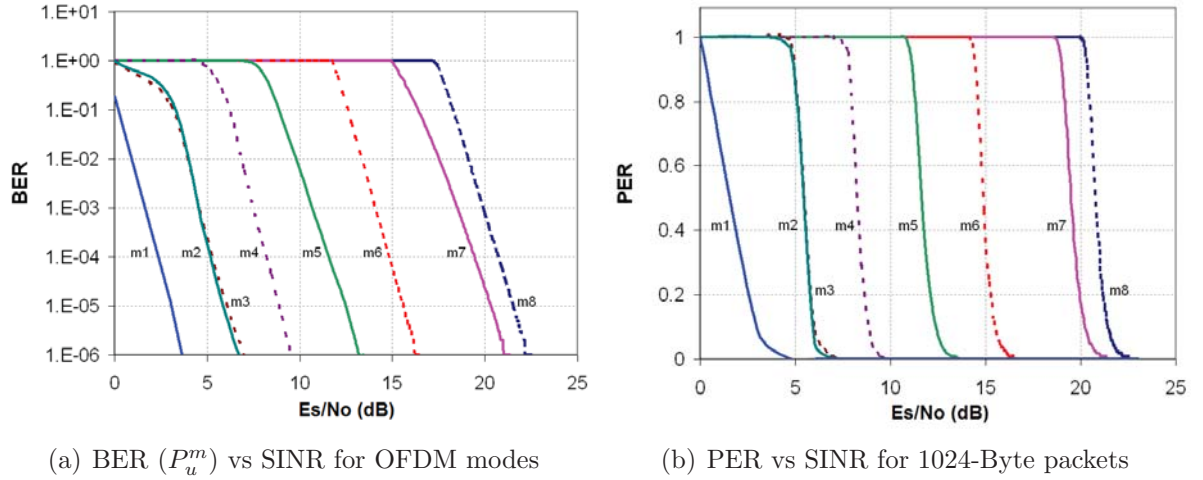 1.E+01
1.E+00
1.E-01
1.E-02
1.E-03
1.E-04
1.E-05
1.E-06
BER
m1
m2
m3
m4
m5
m6
m7
m8
0 5 10 15 20 25
Es/No (dB)
(a) BER (P_u^m) vs SINR for OFDM modes
1
0.8
0.6
0.4
0.2
0
PER
m1
m2
m3
m4
m5
m6
m7
m8
0 5 10 15 20 25
Es/No (dB)
(b) PER vs SINR for 1024-Byte packets